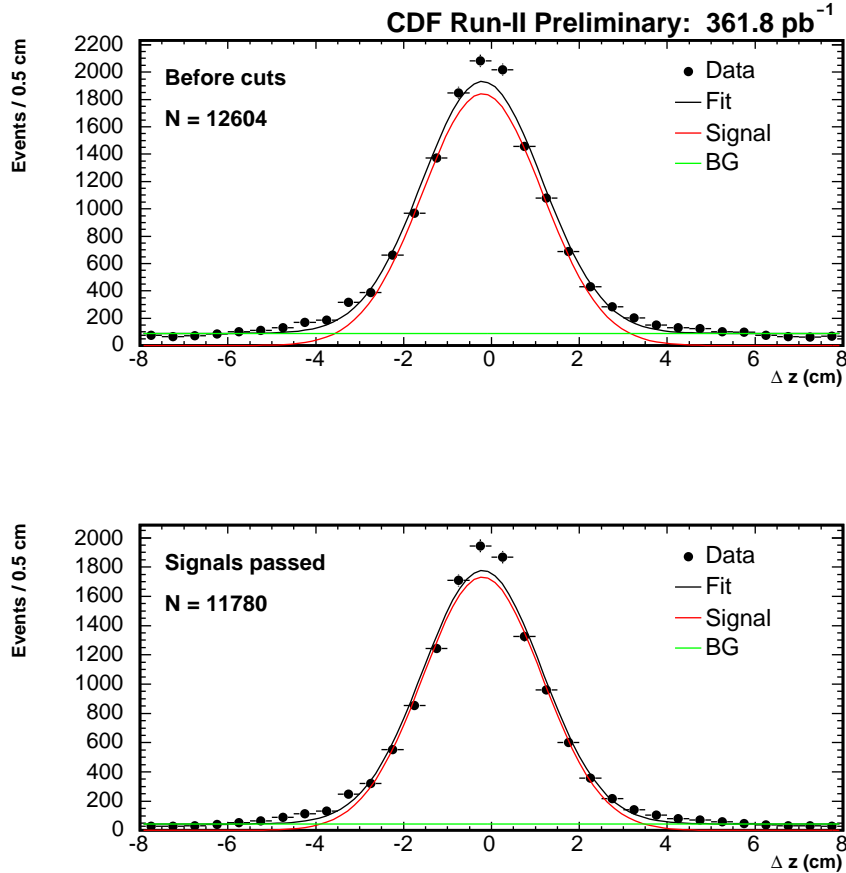 CDF Run-II Preliminary: 361.8 pb⁻¹
Events / 0.5 cm
2200
2000
1800
1600
1400
1200
1000
800
600
400
200
0
Before cuts
N = 12604
Data
Fit
Signal
BG
-8 -6 -4 -2 0 2 4 6 8
Δ z (cm)
Events / 0.5 cm
2000
1800
1600
1400
1200
1000
800
600
400
200
0
Signals passed
N = 11780
Data
Fit
Signal
BG
-8 -6 -4 -2 0 2 4 6 8
Δ z (cm)